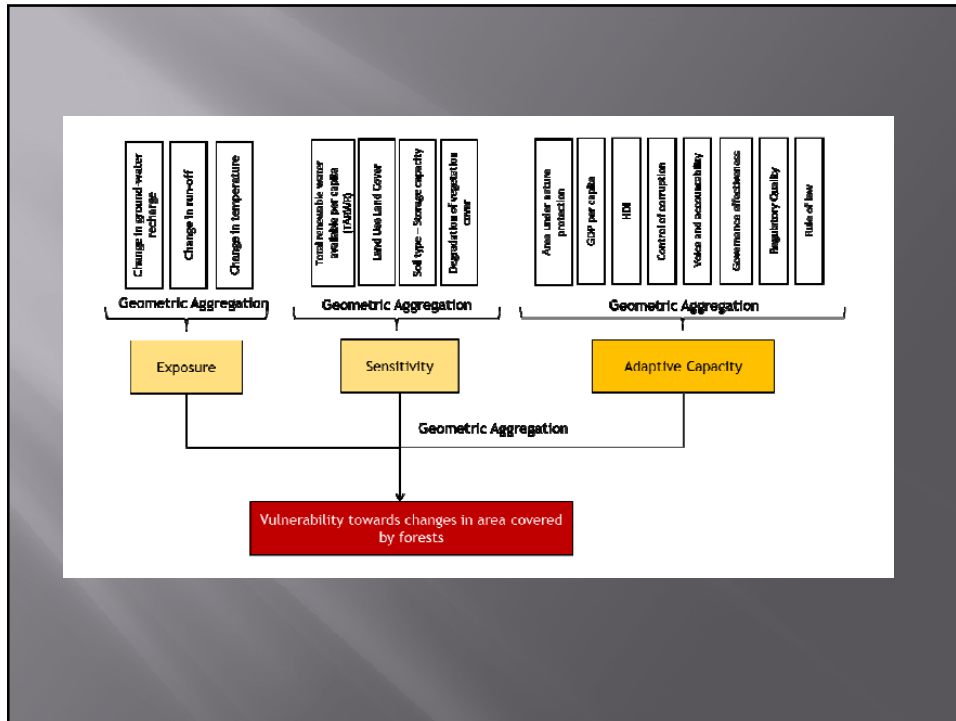 Change in ground-water
recharge
Change in run-off
Change in temperature
Total renewable water
available per capita
(TARWR)
Land Use Land Cover
Soil type – Storage capacity
Degradation of vegetation
cover
Area under nature
protection
GDP per capita
HDI
Control of corruption
Voice and accountability
Governance effectiveness
Regulatory Quality
Rule of law
Geometric Aggregation
Geometric Aggregation
Geometric Aggregation
Exposure
Sensitivity
Adaptive Capacity
Geometric Aggregation
Vulnerability towards changes in area covered
by forests